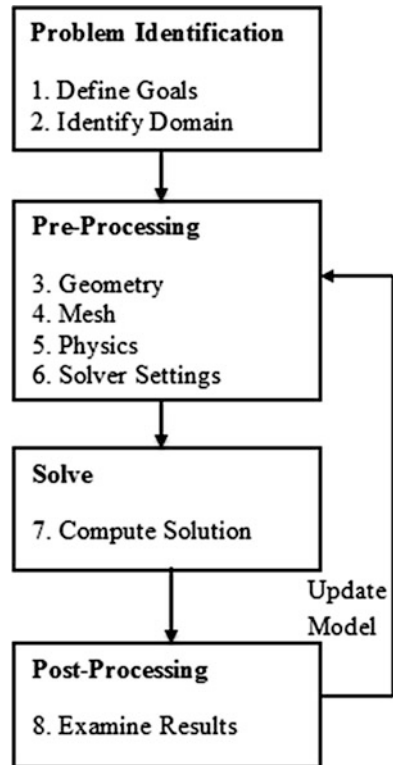 Problem Identification
1. Define Goals
2. Identify Domain
Pre-Processing
3. Geometry
4. Mesh
5. Physics
6. Solver Settings
Solve
7. Compute Solution
Update
Model
Post-Processing
8. Examine Results